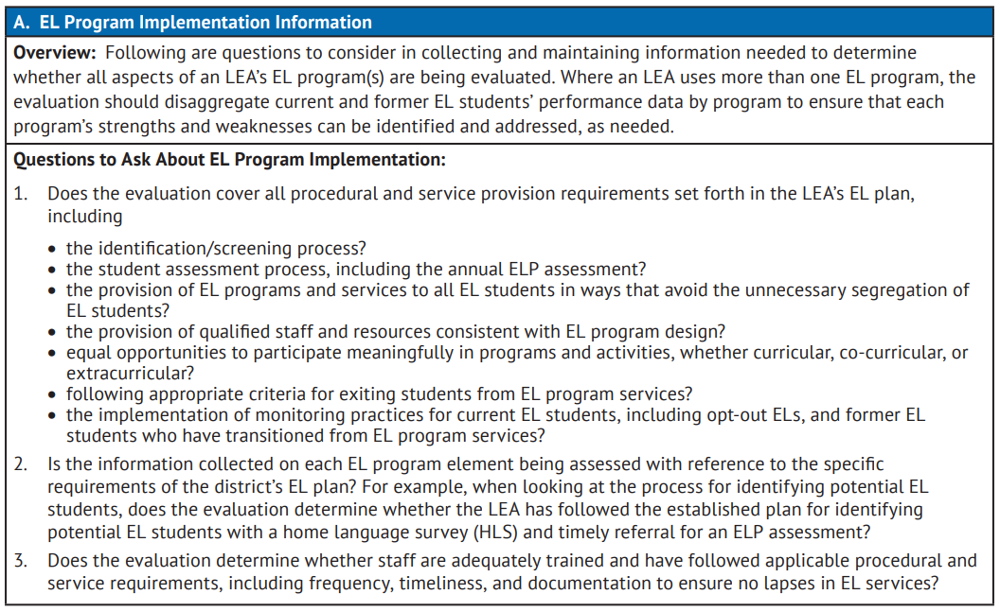 A. EL Program Implementation Information
Overview: Following are questions to consider in collecting and maintaining information needed to determine
whether all aspects of an LEA’s EL program(s) are being evaluated. Where an LEA uses more than one EL program, the
evaluation should disaggregate current and former EL students’ performance data by program to ensure that each
program’s strengths and weaknesses can be identified and addressed, as needed.
Questions to Ask About EL Program Implementation:
1. Does the evaluation cover all procedural and service provision requirements set forth in the LEA’s EL plan,
including
• the identification/screening process?
• the student assessment process, including the annual ELP assessment?
• the provision of EL programs and services to all EL students in ways that avoid the unnecessary segregation of
EL students?
• the provision of qualified staff and resources consistent with EL program design?
• equal opportunities to participate meaningfully in programs and activities, whether curricular, co-curricular, or
extracurricular?
• following appropriate criteria for exiting students from EL program services?
• the implementation of monitoring practices for current EL students, including opt-out ELs, and former EL
students who have transitioned from EL program services?
2. Is the information collected on each EL program element being assessed with reference to the specific
requirements of the district’s EL plan? For example, when looking at the process for identifying potential EL
students, does the evaluation determine whether the LEA has followed the established plan for identifying
potential EL students with a home language survey (HLS) and timely referral for an ELP assessment?
3. Does the evaluation determine whether staff are adequately trained and have followed applicable procedural and
service requirements, including frequency, timeliness, and documentation to ensure no lapses in EL services?